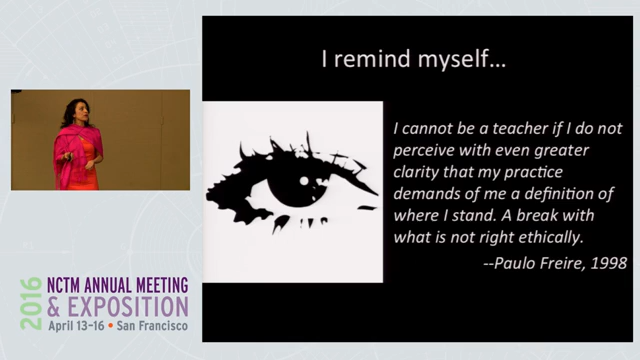 I remind myself...
I cannot be a teacher if I do not
perceive with even greater
clarity that my practice
demands of me a definition of
where I stand. A break with
what is not right ethically.
--Paulo Freire, 1998
2016
NCTM ANNUAL MEETING
& EXPOSITION
April 13–16 • San Francisco